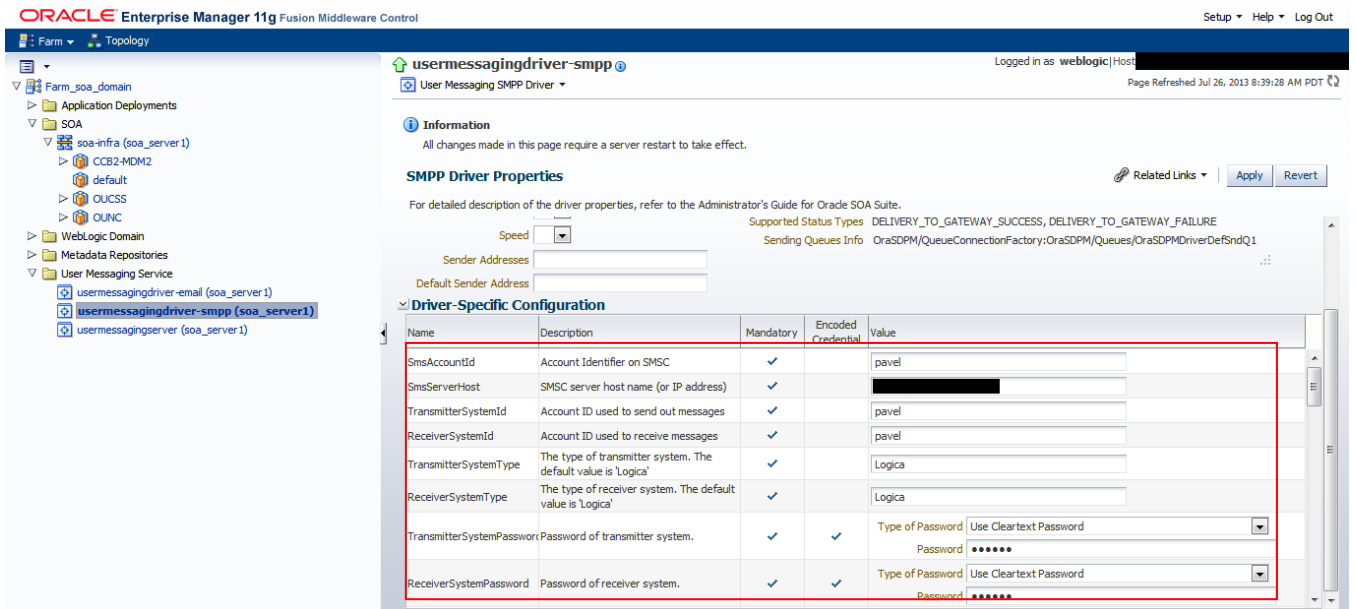 ORACLE Enterprise Manager 11g Fusion Middleware Control
Setup Help Log Out
Farm Topology
Farm_soa_domain
Application Deployments
SOA
soa-infra (soa_server1)
CCB2-MDM2
default
OUCSS
OUNC
WebLogic Domain
Metadata Repositories
User Messaging Service
usermessagingdriver-email (soa_server1)
usermessagingdriver-smpp (soa_server1)
usermessagingserver (soa_server1)
usermessagingdriver-smpp
Logged in as weblogic|Host
User Messaging SMPP Driver
Page Refreshed Jul 26, 2013 8:39:28 AM PDT
Information
All changes made in this page require a server restart to take effect.
SMPP Driver Properties
Related Links Apply Revert
For detailed description of the driver properties, refer to the Administrator's Guide for Oracle SOA Suite.
Supported Status Types DELIVERY_TO_GATEWAY_SUCCESS, DELIVERY_TO_GATEWAY_FAILURE
Speed
Sending Queues Info OraSDPM/QueueConnectionFactory:OraSDPM/Queues/OraSDPMDriverDefSndQ1
Sender Addresses
Default Sender Address
Driver-Specific Configuration
Name Description Mandatory Encoded Credential Value
SmsAccountId Account Identifier on SMSC pavel
SmsServerHost SMSC server host name (or IP address)
TransmitterSystemId Account ID used to send out messages pavel
ReceiverSystemId Account ID used to receive messages pavel
TransmitterSystemType The type of transmitter system. The default value is 'Logica' Logica
ReceiverSystemType The type of receiver system. The default value is 'Logica' Logica
TransmitterSystemPassword Password of transmitter system. Type of Password Use Cleartext Password
Password ••••••
ReceiverSystemPassword Password of receiver system. Type of Password Use Cleartext Password
Password ••••••